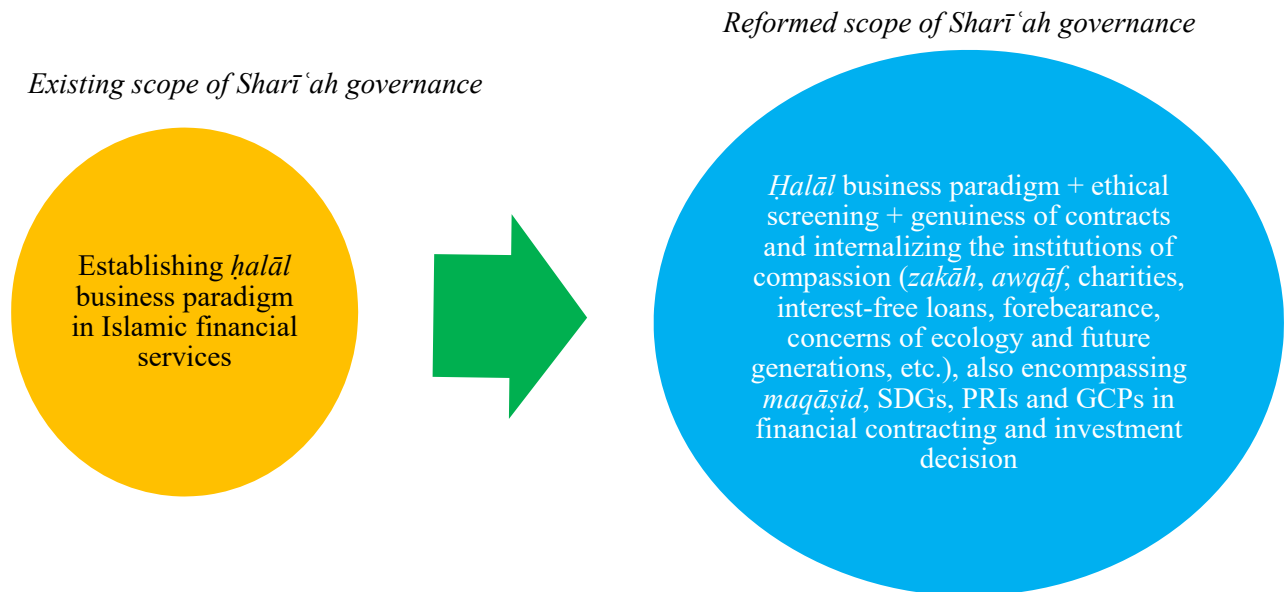 Reformed scope of Sharīʿah governance
Existing scope of Sharīʿah governance
Establishing ḥalāl
business paradigm
in Islamic financial
services
Ḥalāl business paradigm + ethical
screening + genuiness of contracts
and internalizing the institutions of
compassion (zakāh, awqāf, charities,
interest-free loans, forebearance,
concerns of ecology and future
generations, etc.), also encompassing
maqāṣid, SDGs, PRIs and GCPs in
financial contracting and investment
decision